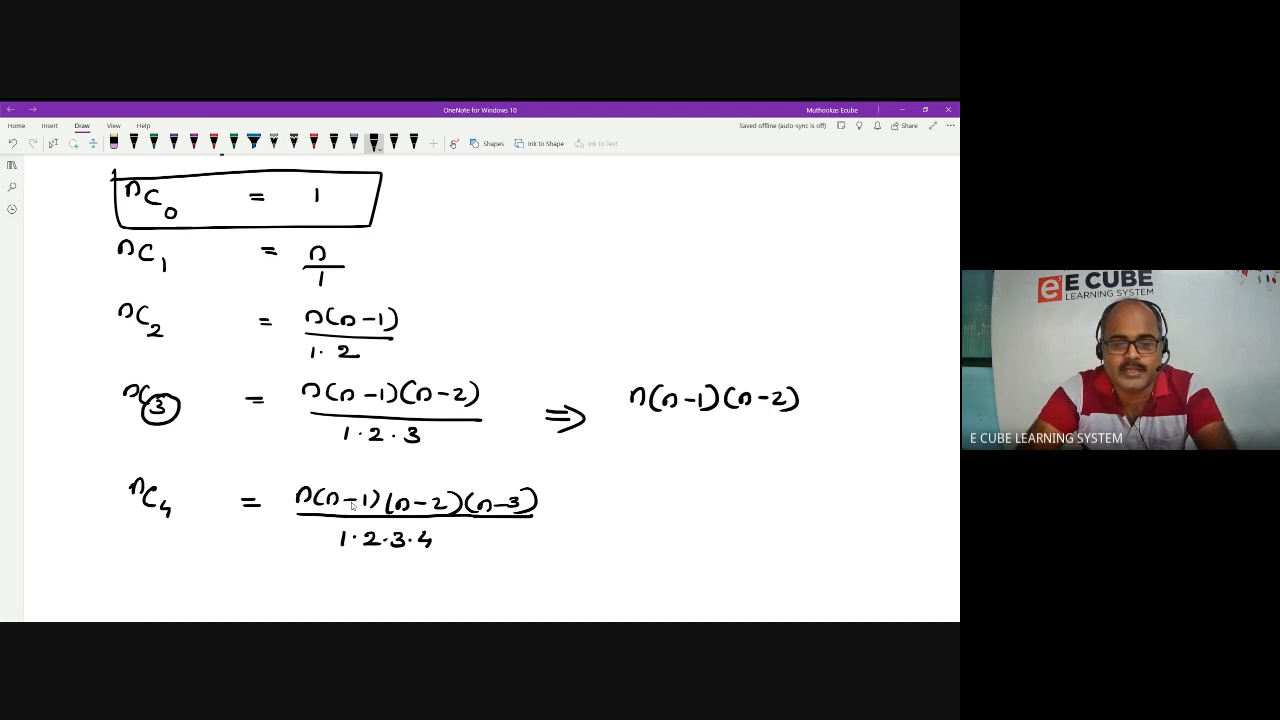 OneNote for Windows 10
Muthookas Ecube
Home Insert Draw View Help
Saved offline (auto-sync is off) Share
Shapes Ink to Shape Ink to Text
nC0 = 1
nC1 = n/1
nC2 = n(n-1)/1·2
nC3 = n(n-1)(n-2)/1·2·3 ⇒ n(n-1)(n-2)
nC4 = n(n-1)(n-2)(n-3)/1·2·3·4
e3 E CUBE
LEARNING SYSTEM
E CUBE LEARNING SYSTEM